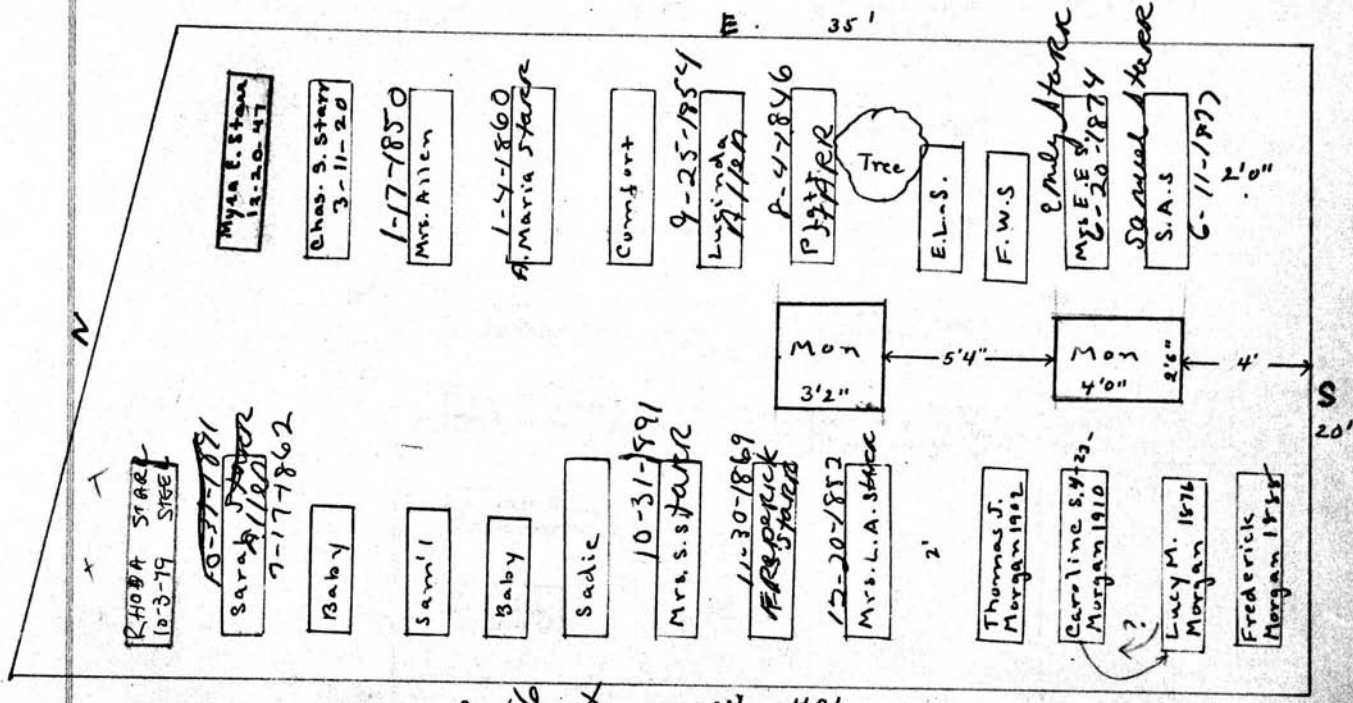 N
E
35'
S
20'
Myra P. Starr
12-20-47
Chas. S. Starr
3-11-20
1-17-1850
Mrs. Allen
1-4-1860
A. Maria Starr
Comfort
9-25-1854
Lucinda
Allen
8-4-1846
STARR
Tree
E.L.S.
F.W.S
Emily Starr
Mrs E.E.S.
6-20-1874
Samuel Starr
S.A.S
6-11-1877
2'0"
Mon
3'2"
5'4"
Mon
4'0"
2'6"
4'
RHODA STARR
10-3-79
10-31-1891
Sarah Starr
Allen
7-17-1862
Baby
Sam'l
Baby
Sadie
10-31-1891
Mrs. S. Starr
11-30-1869
FREDERICK
Starr
12-20-1852
Mrs. L.A. Starr
2'
Thomas J.
Morgan 1902
Caroline S.
Morgan 1910
?
Lucy M.
Morgan 1876
Frederick
Morgan